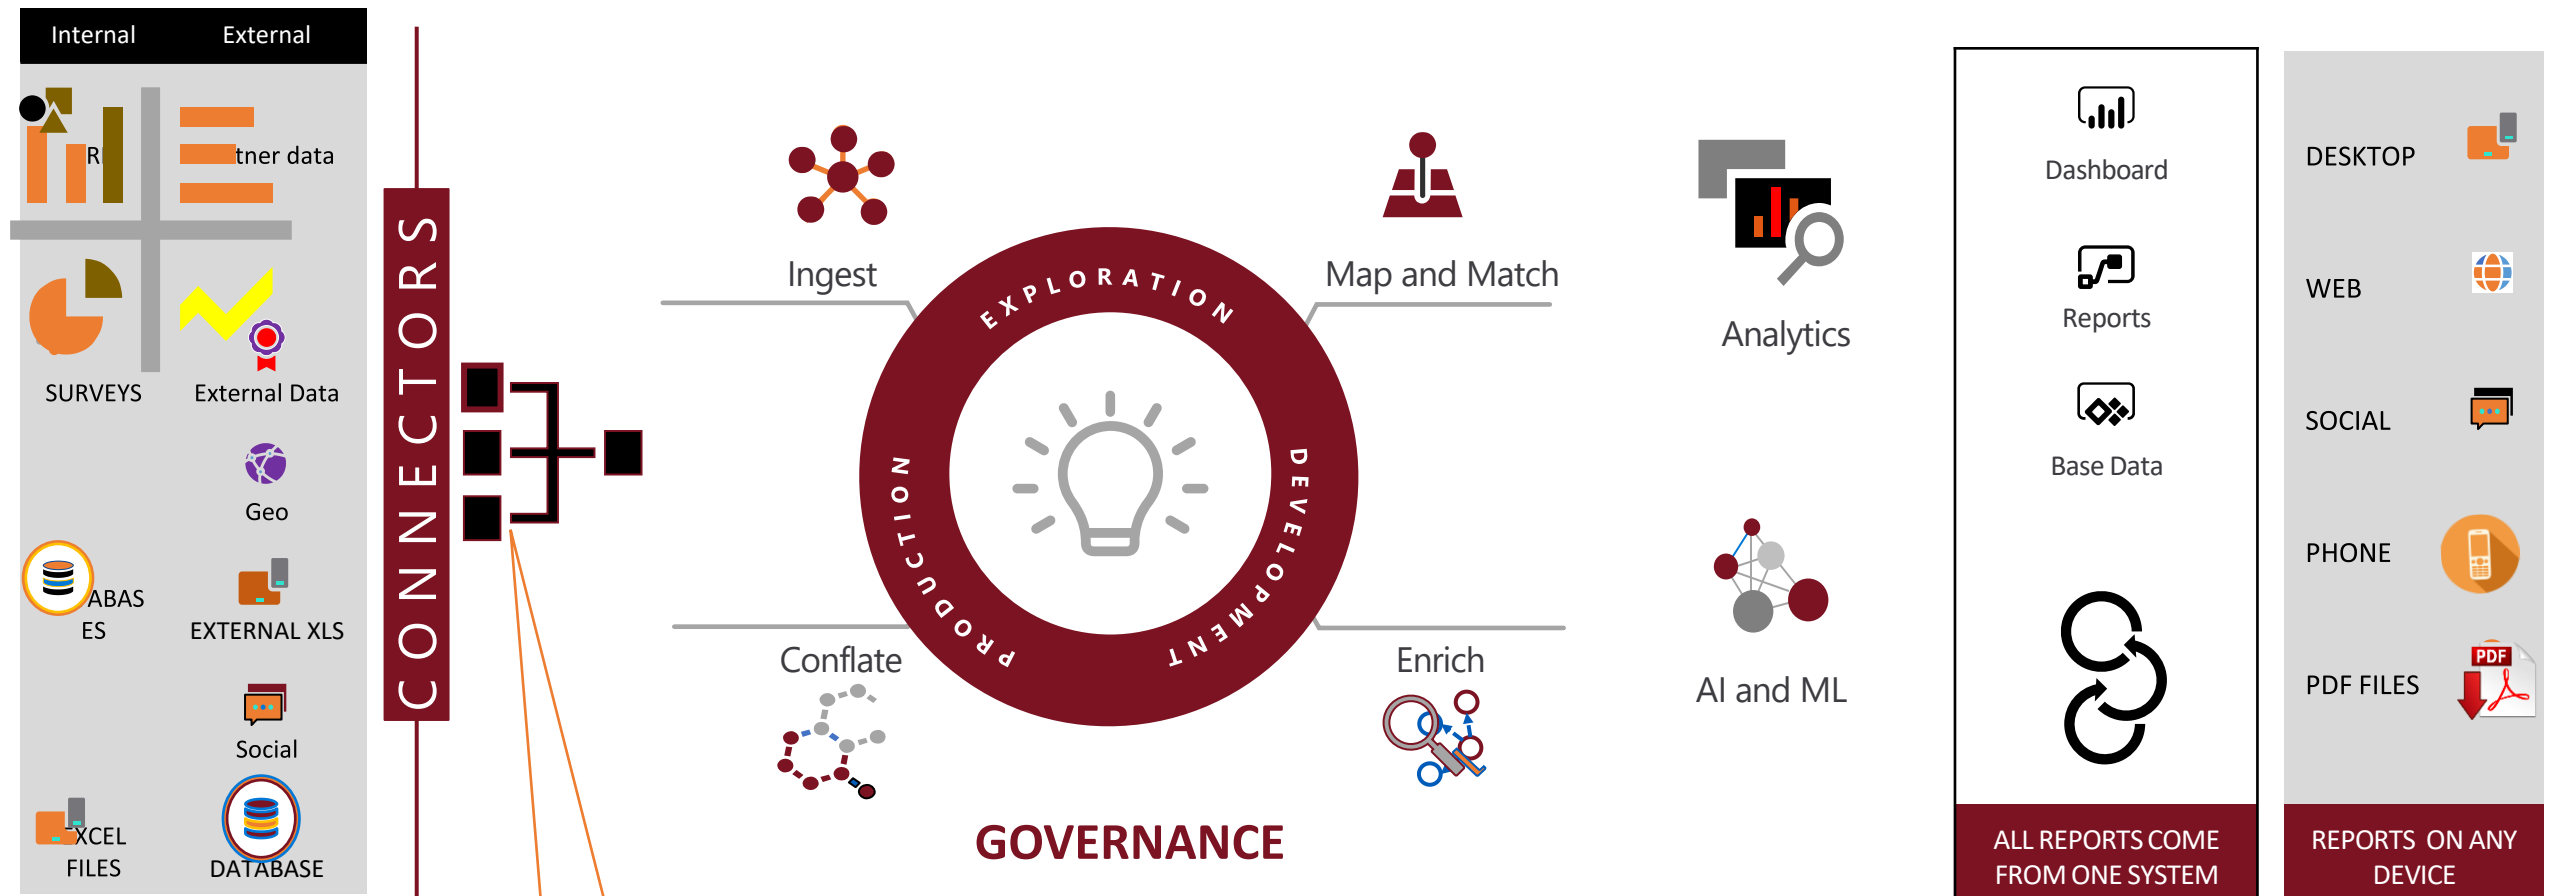 Internal
External
tner data
SURVEYS
External Data
Geo
ABAS
ES
EXTERNAL XLS
Social
XCEL
FILES
DATABASE
CONNECTORS
Ingest
Map and Match
EXPLORATION
DEVELOPMENT
PRODUCTION
Conflate
Enrich
GOVERNANCE
Analytics
AI and ML
Dashboard
Reports
Base Data
ALL REPORTS COME
FROM ONE SYSTEM
DESKTOP
WEB
SOCIAL
PHONE
PDF FILES
PDF
REPORTS ON ANY
DEVICE